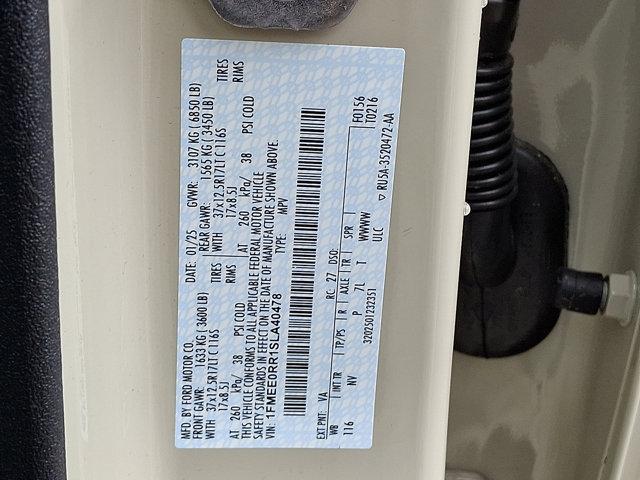 MFD. BY FORD MOTOR CO.
DATE: 01/25 GVWR: 3107 KG ( 6850 LB)
FRONT GAWR: 1633 KG ( 3600 LB) REAR GAWR: 1565 KG ( 3450 LB)
WITH 37x12.5R17LT C 116S TIRES WITH 37x12.5R17LT C 116S TIRES
17x8.5J RIMS 17x8.5J RIMS
AT 260 kPa/ 38 PSI COLD AT 260 kPa/ 38 PSI COLD
THIS VEHICLE CONFORMS TO ALL APPLICABLE FEDERAL MOTOR VEHICLE
SAFETY STANDARDS IN EFFECT ON THE DATE OF MANUFACTURE SHOWN ABOVE.
VIN: 1FMEE0RR1SLA40478 TYPE: MPV
EXT PNT: VA RC: 27 DSO: F0156
WB INT TR TP/PS R AXLE TR SPR T0216
116 NV P 7L T WWWW
3202501232351 ULC ▽ RU5A-3520472-AA